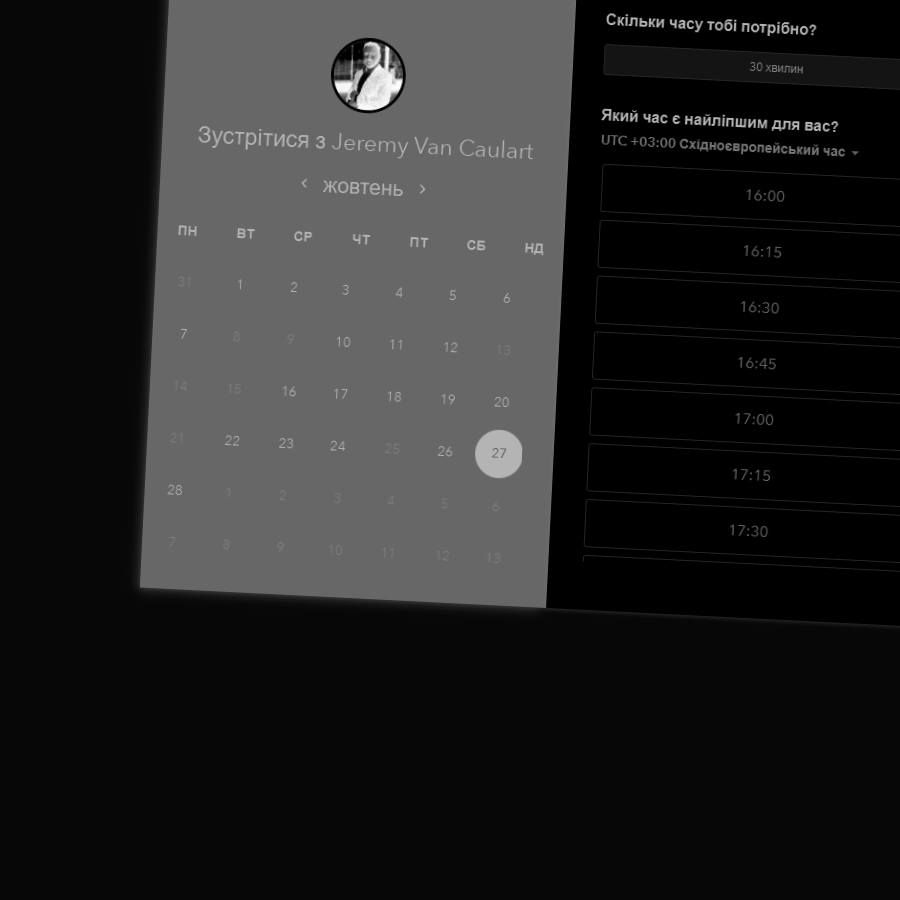 Зустрітися з Jeremy Van Caulart
‹ жовтень ›
ПН ВТ СР ЧТ ПТ СБ НД
31 1 2 3 4 5 6
7 8 9 10 11 12 13
14 15 16 17 18 19 20
21 22 23 24 25 26 27
28 1 2 3 4 5 6
7 8 9 10 11 12 13
Скільки часу тобі потрібно?
30 хвилин
Який час є найліпшим для вас?
UTC +03:00 Східноєвропейський час
16:00
16:15
16:30
16:45
17:00
17:15
17:30